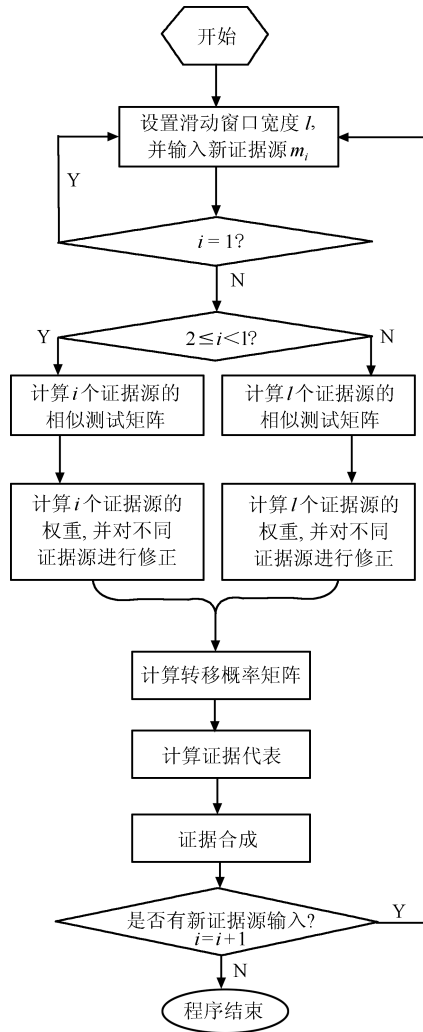 开始
设置滑动窗口宽度 l,
并输入新证据源 mi
Y
i = 1?
N
2≤i<1?
Y
N
计算 i 个证据源的
相似测试矩阵
计算 l 个证据源的
相似测试矩阵
计算 i 个证据源的
权重, 并对不同
证据源进行修正
计算 l 个证据源的
权重, 并对不同
证据源进行修正
计算转移概率矩阵
计算证据代表
证据合成
是否有新证据源输入?
i=i+1
Y
N
程序结束